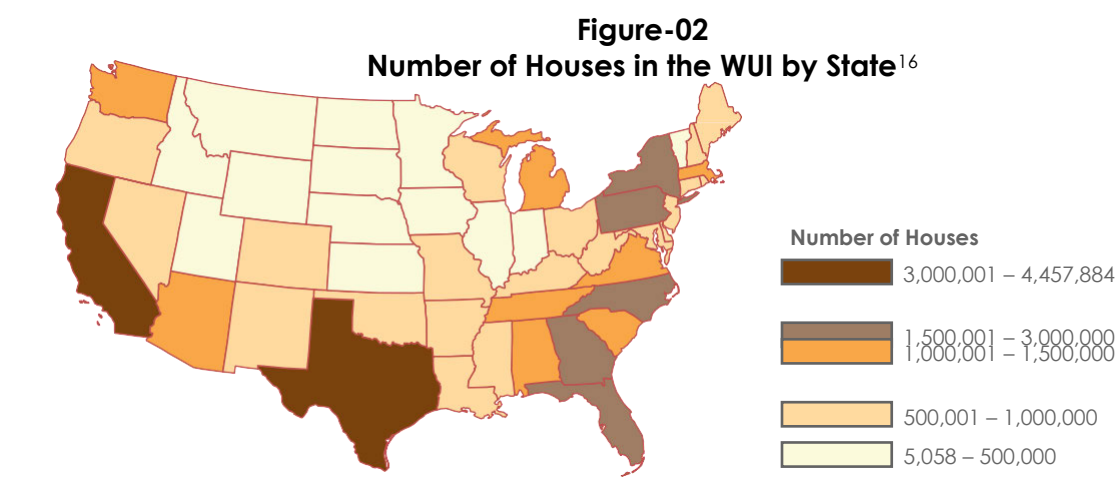 Figure-02
Number of Houses in the WUI by State16
Number of Houses
3,000,001 – 4,457,884
1,500,001 – 3,000,000
1,000,001 – 1,500,000
500,001 – 1,000,000
5,058 – 500,000